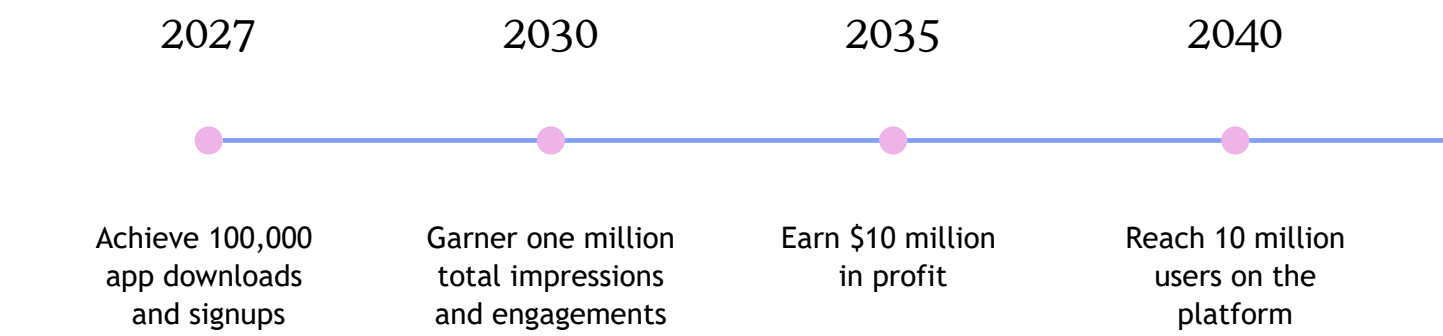 2027
2030
2035
2040
Achieve 100,000
app downloads
and signups
Garner one million
total impressions
and engagements
Earn $10 million
in profit
Reach 10 million
users on the
platform